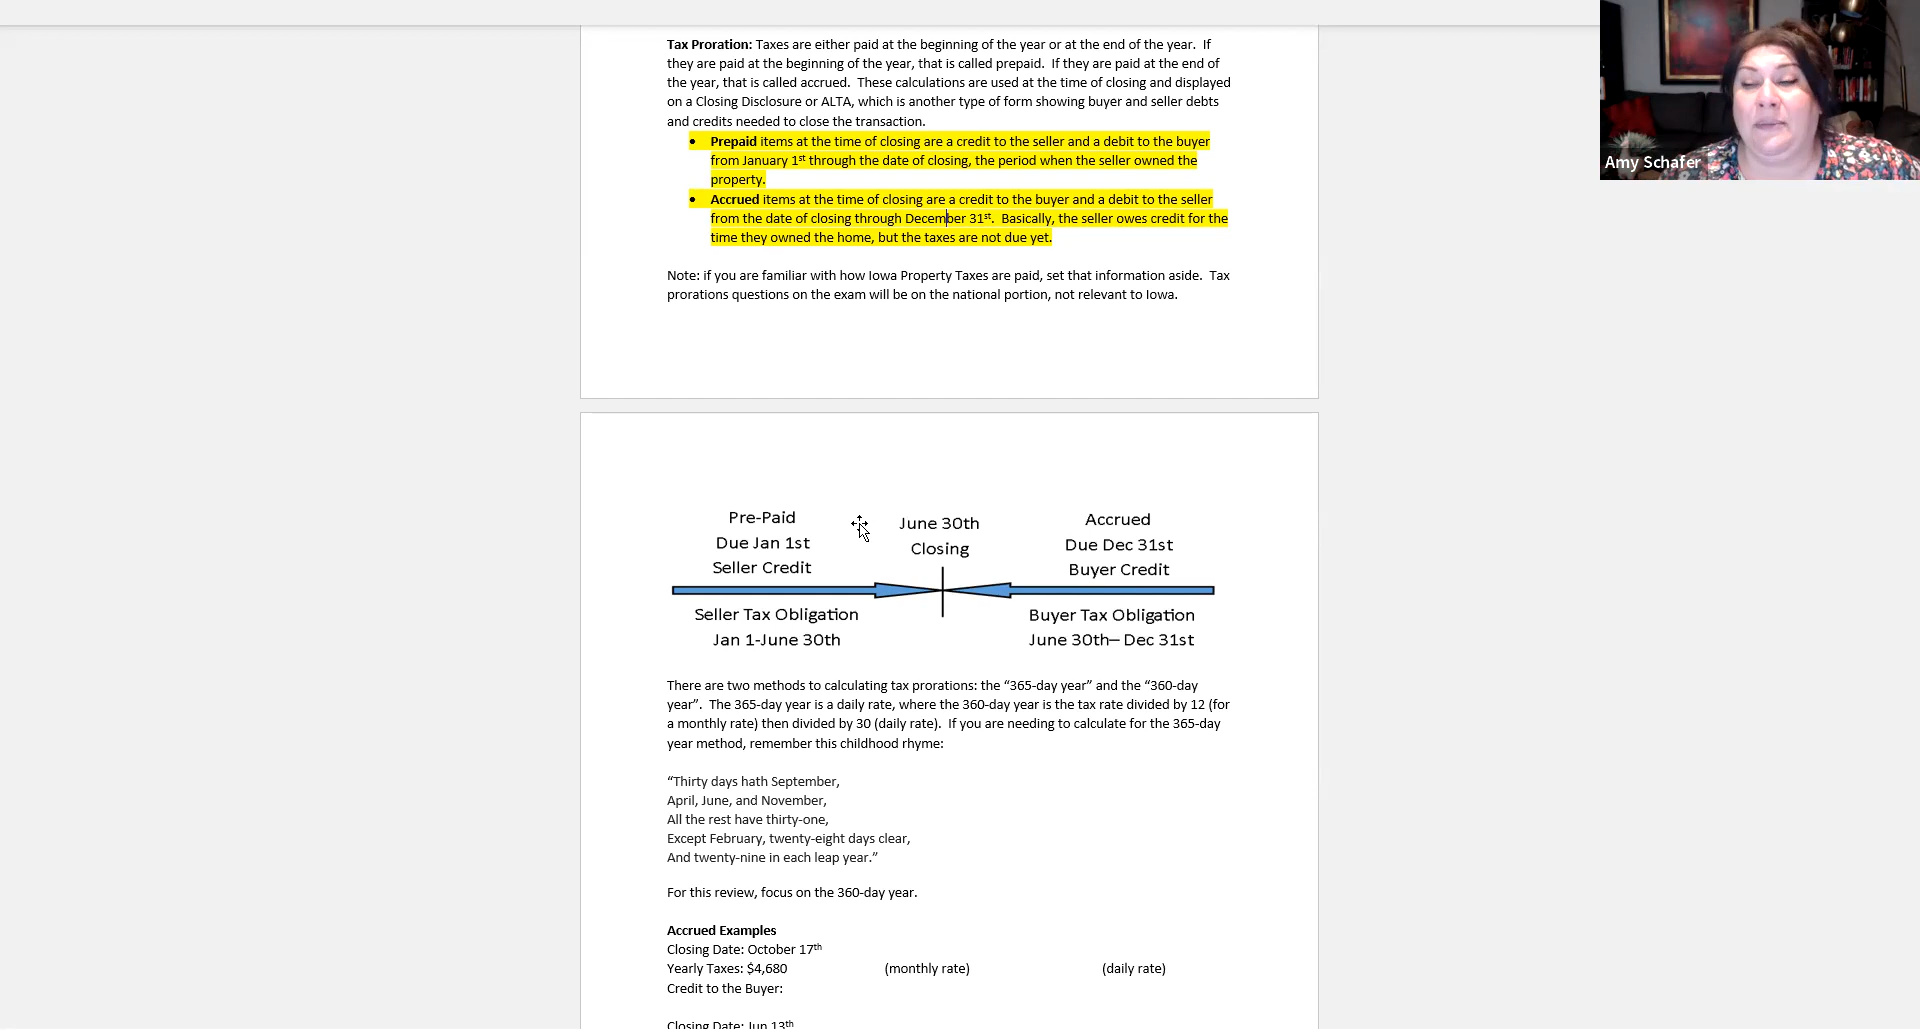 Tax Proration: Taxes are either paid at the beginning of the year or at the end of the year.  If
they are paid at the beginning of the year, that is called prepaid.  If they are paid at the end of
the year, that is called accrued.  These calculations are used at the time of closing and displayed
on a Closing Disclosure or ALTA, which is another type of form showing buyer and seller debts
and credits needed to close the transaction.
• Prepaid items at the time of closing are a credit to the seller and a debit to the buyer
from January 1st through the date of closing, the period when the seller owned the
property.
• Accrued items at the time of closing are a credit to the buyer and a debit to the seller
from the date of closing through December 31st.  Basically, the seller owes credit for the
time they owned the home, but the taxes are not due yet.
Note: if you are familiar with how Iowa Property Taxes are paid, set that information aside.  Tax
prorations questions on the exam will be on the national portion, not relevant to Iowa.
Amy Schafer
Pre-Paid
Due Jan 1st
Seller Credit
June 30th
Closing
Accrued
Due Dec 31st
Buyer Credit
Seller Tax Obligation
Jan 1-June 30th
Buyer Tax Obligation
June 30th– Dec 31st
There are two methods to calculating tax prorations: the “365-day year” and the “360-day
year”.  The 365-day year is a daily rate, where the 360-day year is the tax rate divided by 12 (for
a monthly rate) then divided by 30 (daily rate).  If you are needing to calculate for the 365-day
year method, remember this childhood rhyme:
“Thirty days hath September,
April, June, and November,
All the rest have thirty-one,
Except February, twenty-eight days clear,
And twenty-nine in each leap year.”
For this review, focus on the 360-day year.
Accrued Examples
Closing Date: October 17th
Yearly Taxes: $4,680 (monthly rate) (daily rate)
Credit to the Buyer:
Closing Date: Jun 13th